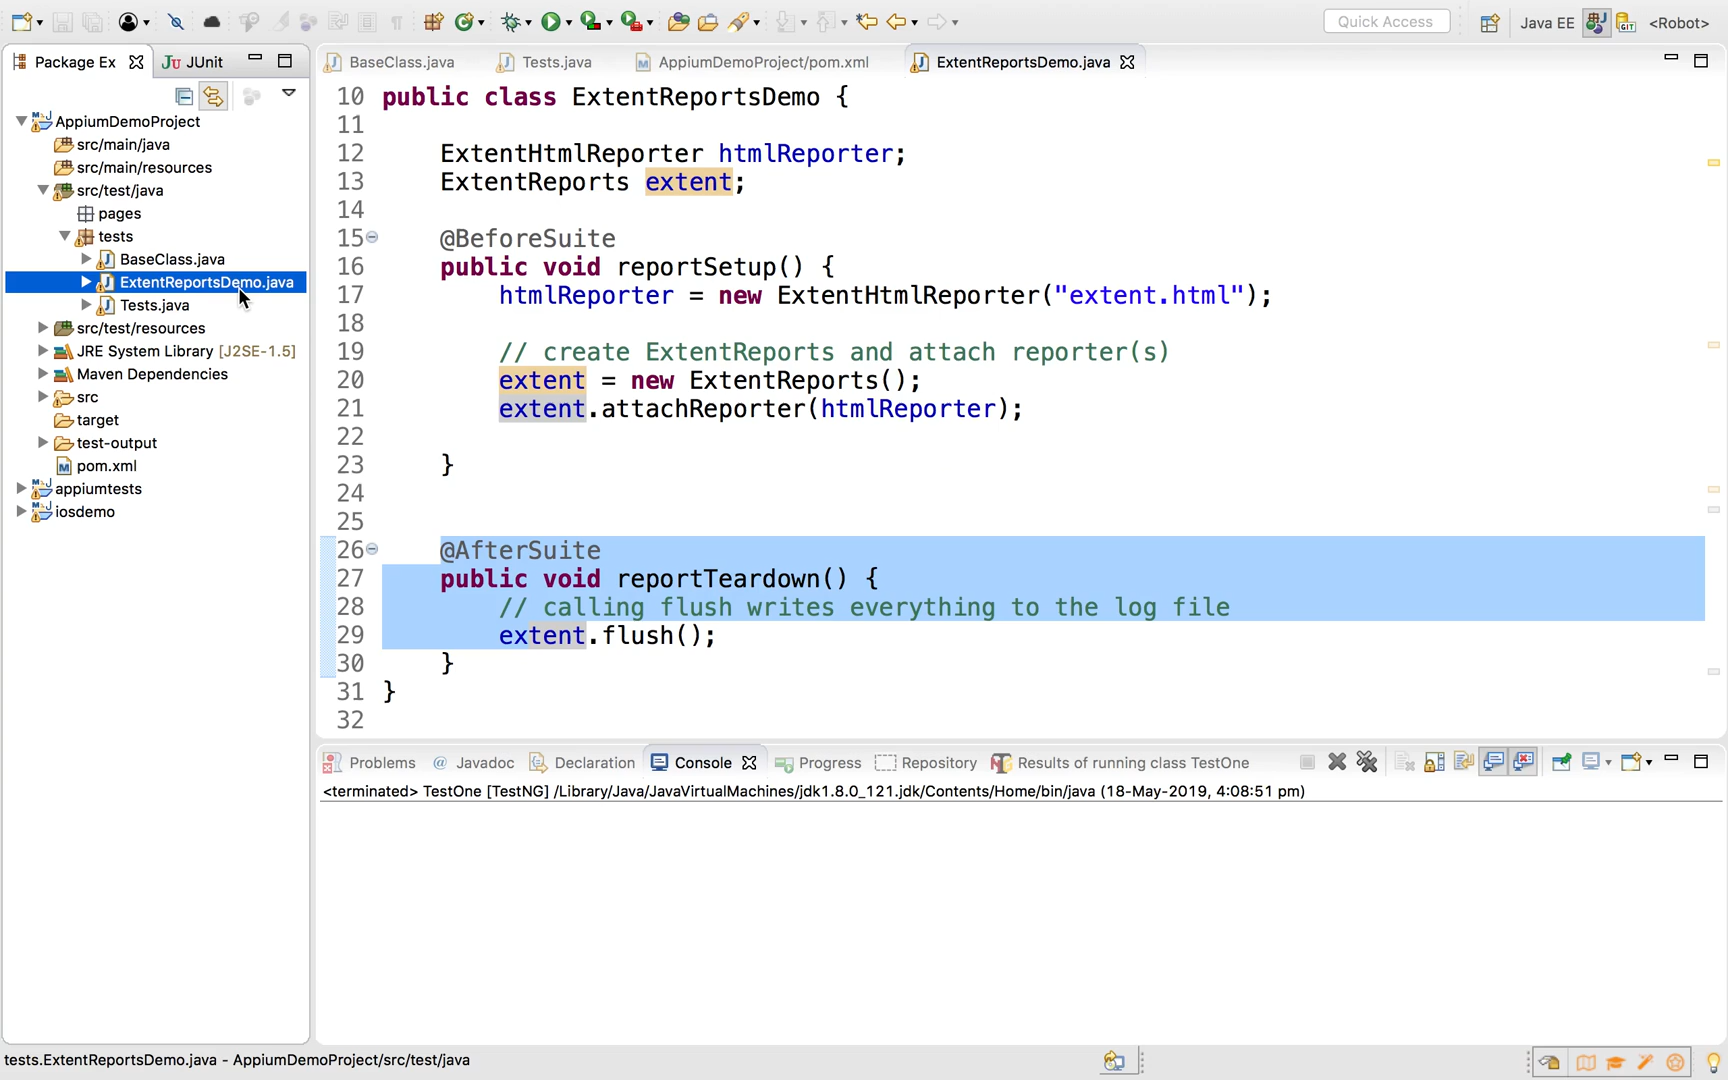 Quick Access
Java EE
<Robot>
Package Ex
JUnit
BaseClass.java
Tests.java
AppiumDemoProject/pom.xml
ExtentReportsDemo.java
AppiumDemoProject
src/main/java
src/main/resources
src/test/java
pages
tests
BaseClass.java
ExtentReportsDemo.java
Tests.java
src/test/resources
JRE System Library [J2SE-1.5]
Maven Dependencies
src
target
test-output
pom.xml
appiumtests
iosdemo
10 public class ExtentReportsDemo {
11
12 ExtentHtmlReporter htmlReporter;
13 ExtentReports extent;
14
15 @BeforeSuite
16 public void reportSetup() {
17 htmlReporter = new ExtentHtmlReporter("extent.html");
18
19 // create ExtentReports and attach reporter(s)
20 extent = new ExtentReports();
21 extent.attachReporter(htmlReporter);
22
23 }
24
25
26 @AfterSuite
27 public void reportTeardown() {
28 // calling flush writes everything to the log file
29 extent.flush();
30 }
31 }
32
Problems
@ Javadoc
Declaration
Console
Progress
Repository
Results of running class TestOne
<terminated> TestOne [TestNG] /Library/Java/JavaVirtualMachines/jdk1.8.0_121.jdk/Contents/Home/bin/java (18-May-2019, 4:08:51 pm)
tests.ExtentReportsDemo.java - AppiumDemoProject/src/test/java